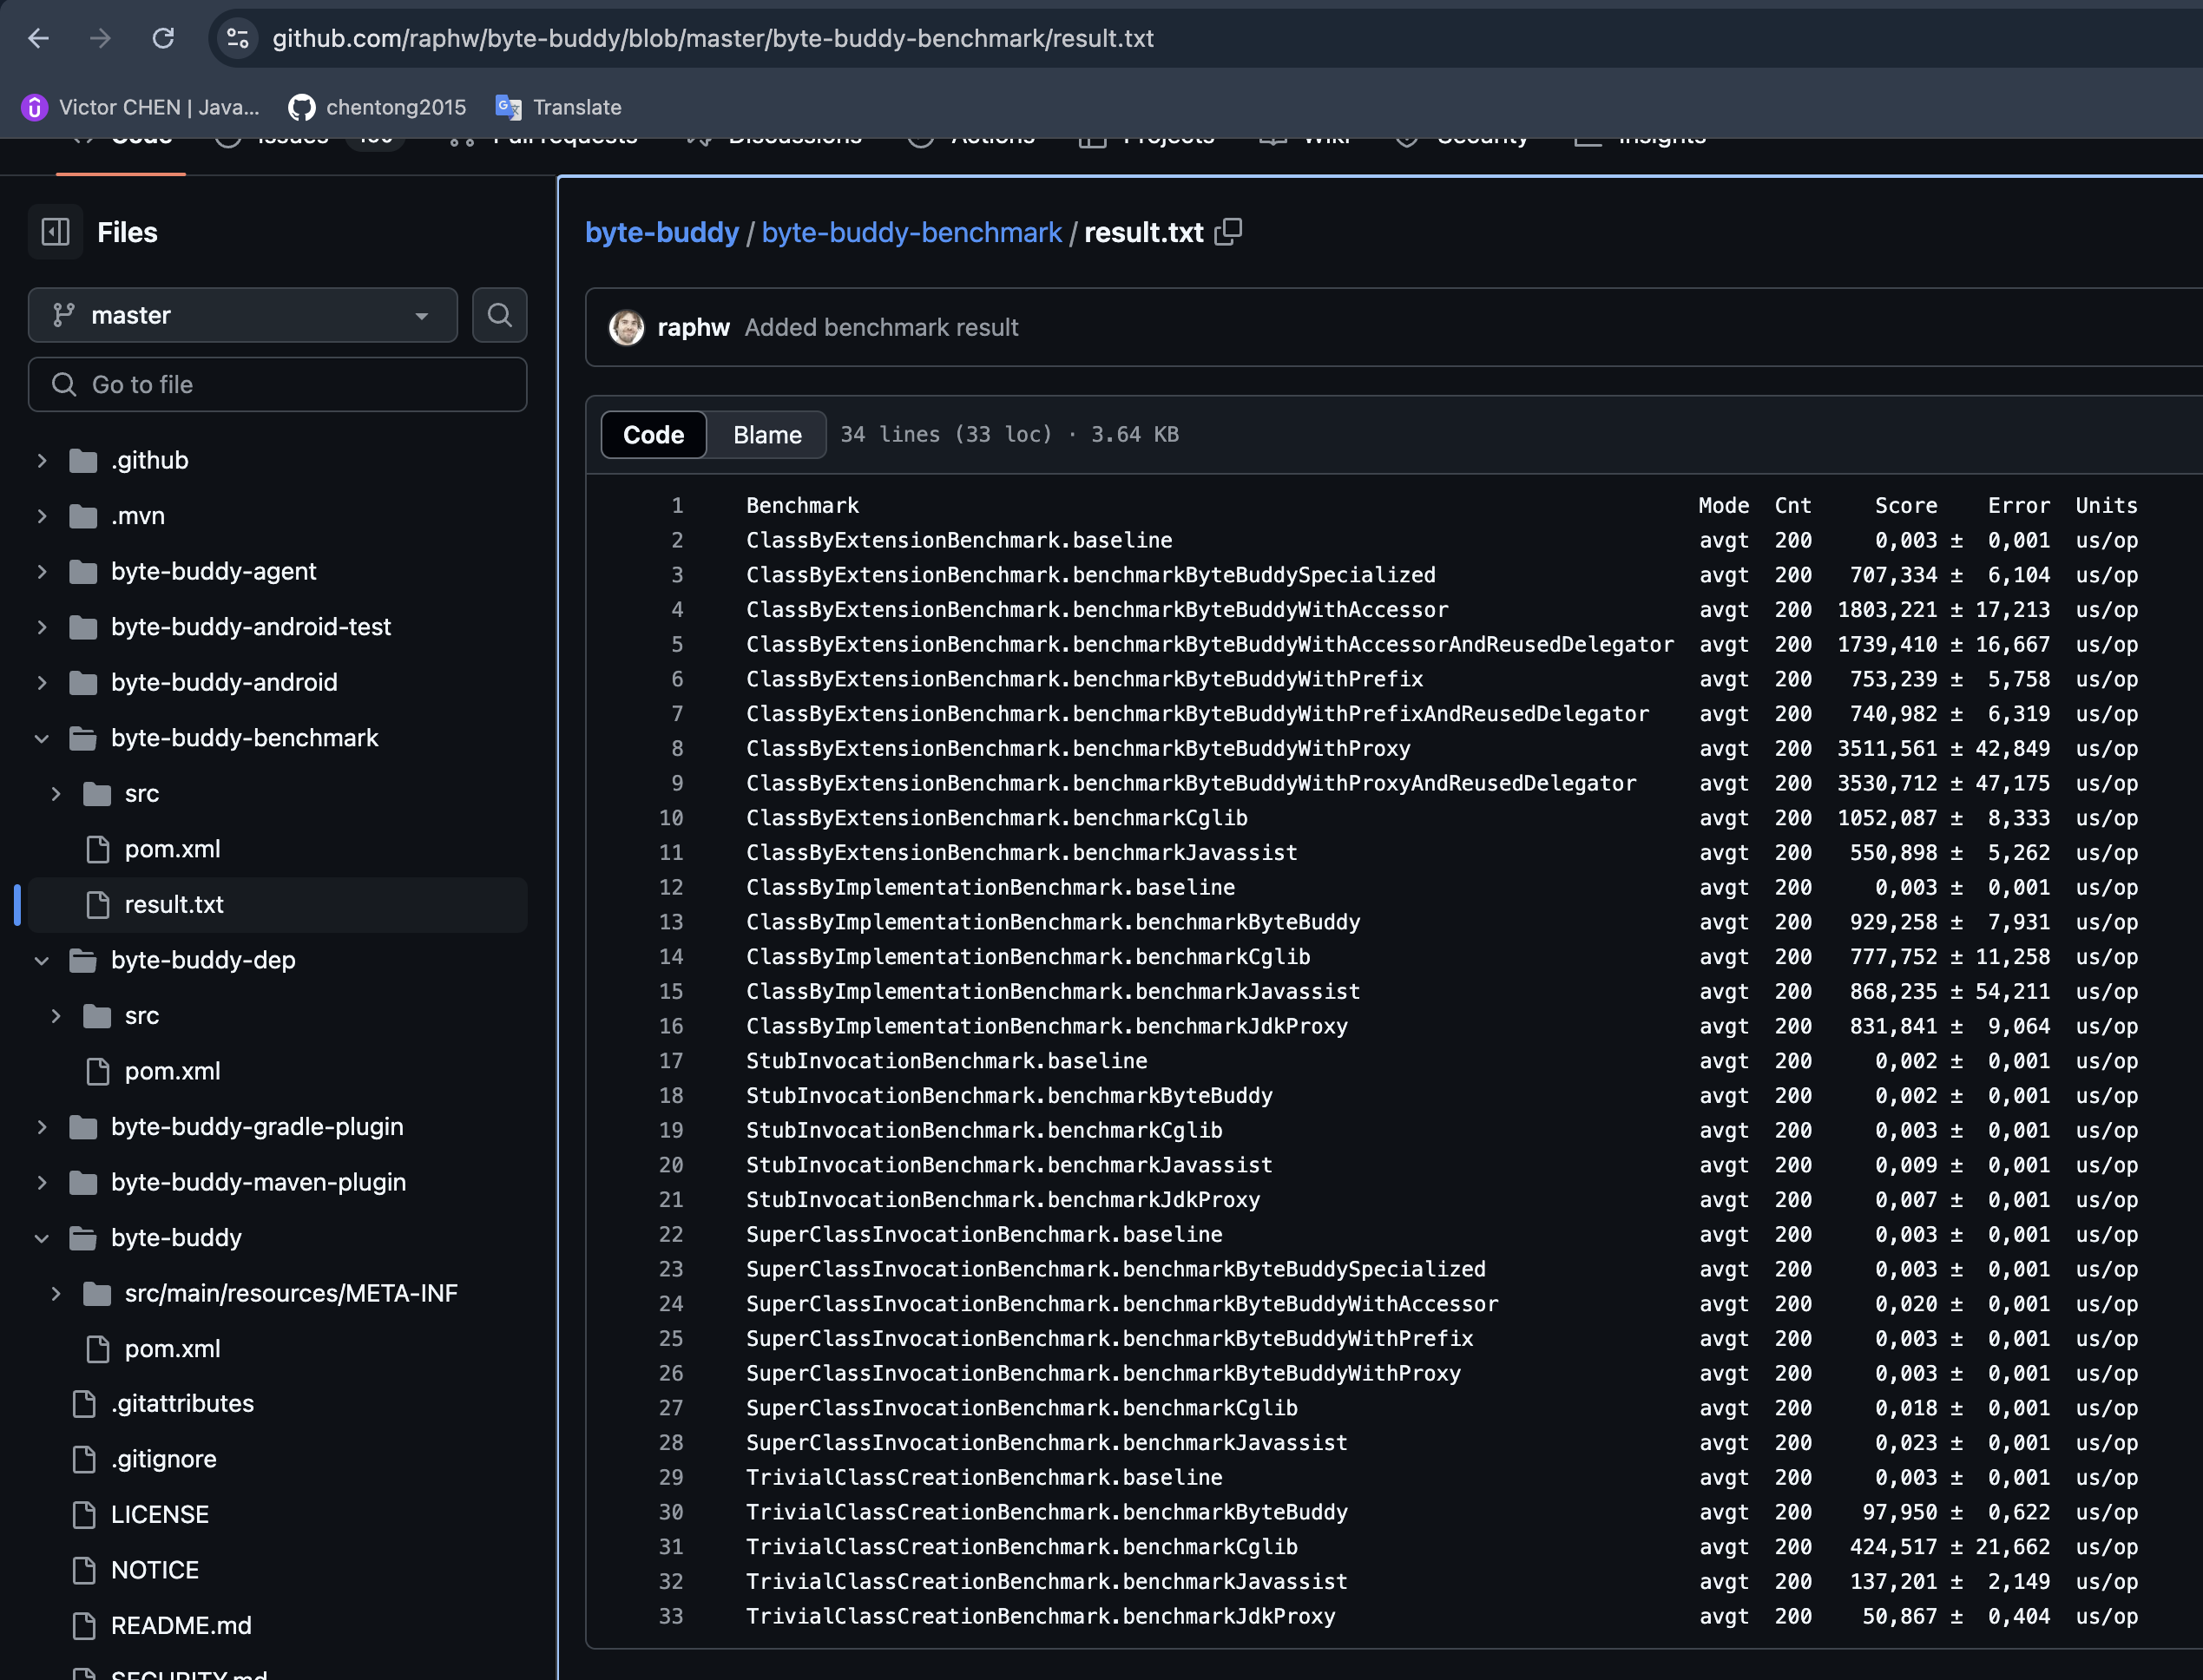 github.com/raphw/byte-buddy/blob/master/byte-buddy-benchmark/result.txt
Victor CHEN | Java... chentong2015 Translate
Code Issues Pull requests Discussions Actions Projects Wiki Security Insights
Files
master
Go to file
.github
.mvn
byte-buddy-agent
byte-buddy-android-test
byte-buddy-android
byte-buddy-benchmark
src
pom.xml
result.txt
byte-buddy-dep
src
pom.xml
byte-buddy-gradle-plugin
byte-buddy-maven-plugin
byte-buddy
src/main/resources/META-INF
pom.xml
.gitattributes
.gitignore
LICENSE
NOTICE
README.md
SECURITY.md
byte-buddy / byte-buddy-benchmark / result.txt
raphw Added benchmark result
Code Blame 34 lines (33 loc) · 3.64 KB
1 Benchmark Mode Cnt Score Error Units
2 ClassByExtensionBenchmark.baseline avgt 200 0,003 ± 0,001 us/op
3 ClassByExtensionBenchmark.benchmarkByteBuddySpecialized avgt 200 707,334 ± 6,104 us/op
4 ClassByExtensionBenchmark.benchmarkByteBuddyWithAccessor avgt 200 1803,221 ± 17,213 us/op
5 ClassByExtensionBenchmark.benchmarkByteBuddyWithAccessorAndReusedDelegator avgt 200 1739,410 ± 16,667 us/op
6 ClassByExtensionBenchmark.benchmarkByteBuddyWithPrefix avgt 200 753,239 ± 5,758 us/op
7 ClassByExtensionBenchmark.benchmarkByteBuddyWithPrefixAndReusedDelegator avgt 200 740,982 ± 6,319 us/op
8 ClassByExtensionBenchmark.benchmarkByteBuddyWithProxy avgt 200 3511,561 ± 42,849 us/op
9 ClassByExtensionBenchmark.benchmarkByteBuddyWithProxyAndReusedDelegator avgt 200 3530,712 ± 47,175 us/op
10 ClassByExtensionBenchmark.benchmarkCglib avgt 200 1052,087 ± 8,333 us/op
11 ClassByExtensionBenchmark.benchmarkJavassist avgt 200 550,898 ± 5,262 us/op
12 ClassByImplementationBenchmark.baseline avgt 200 0,003 ± 0,001 us/op
13 ClassByImplementationBenchmark.benchmarkByteBuddy avgt 200 929,258 ± 7,931 us/op
14 ClassByImplementationBenchmark.benchmarkCglib avgt 200 777,752 ± 11,258 us/op
15 ClassByImplementationBenchmark.benchmarkJavassist avgt 200 868,235 ± 54,211 us/op
16 ClassByImplementationBenchmark.benchmarkJdkProxy avgt 200 831,841 ± 9,064 us/op
17 StubInvocationBenchmark.baseline avgt 200 0,002 ± 0,001 us/op
18 StubInvocationBenchmark.benchmarkByteBuddy avgt 200 0,002 ± 0,001 us/op
19 StubInvocationBenchmark.benchmarkCglib avgt 200 0,003 ± 0,001 us/op
20 StubInvocationBenchmark.benchmarkJavassist avgt 200 0,009 ± 0,001 us/op
21 StubInvocationBenchmark.benchmarkJdkProxy avgt 200 0,007 ± 0,001 us/op
22 SuperClassInvocationBenchmark.baseline avgt 200 0,003 ± 0,001 us/op
23 SuperClassInvocationBenchmark.benchmarkByteBuddySpecialized avgt 200 0,003 ± 0,001 us/op
24 SuperClassInvocationBenchmark.benchmarkByteBuddyWithAccessor avgt 200 0,020 ± 0,001 us/op
25 SuperClassInvocationBenchmark.benchmarkByteBuddyWithPrefix avgt 200 0,003 ± 0,001 us/op
26 SuperClassInvocationBenchmark.benchmarkByteBuddyWithProxy avgt 200 0,003 ± 0,001 us/op
27 SuperClassInvocationBenchmark.benchmarkCglib avgt 200 0,018 ± 0,001 us/op
28 SuperClassInvocationBenchmark.benchmarkJavassist avgt 200 0,023 ± 0,001 us/op
29 TrivialClassCreationBenchmark.baseline avgt 200 0,003 ± 0,001 us/op
30 TrivialClassCreationBenchmark.benchmarkByteBuddy avgt 200 97,950 ± 0,622 us/op
31 TrivialClassCreationBenchmark.benchmarkCglib avgt 200 424,517 ± 21,662 us/op
32 TrivialClassCreationBenchmark.benchmarkJavassist avgt 200 137,201 ± 2,149 us/op
33 TrivialClassCreationBenchmark.benchmarkJdkProxy avgt 200 50,867 ± 0,404 us/op